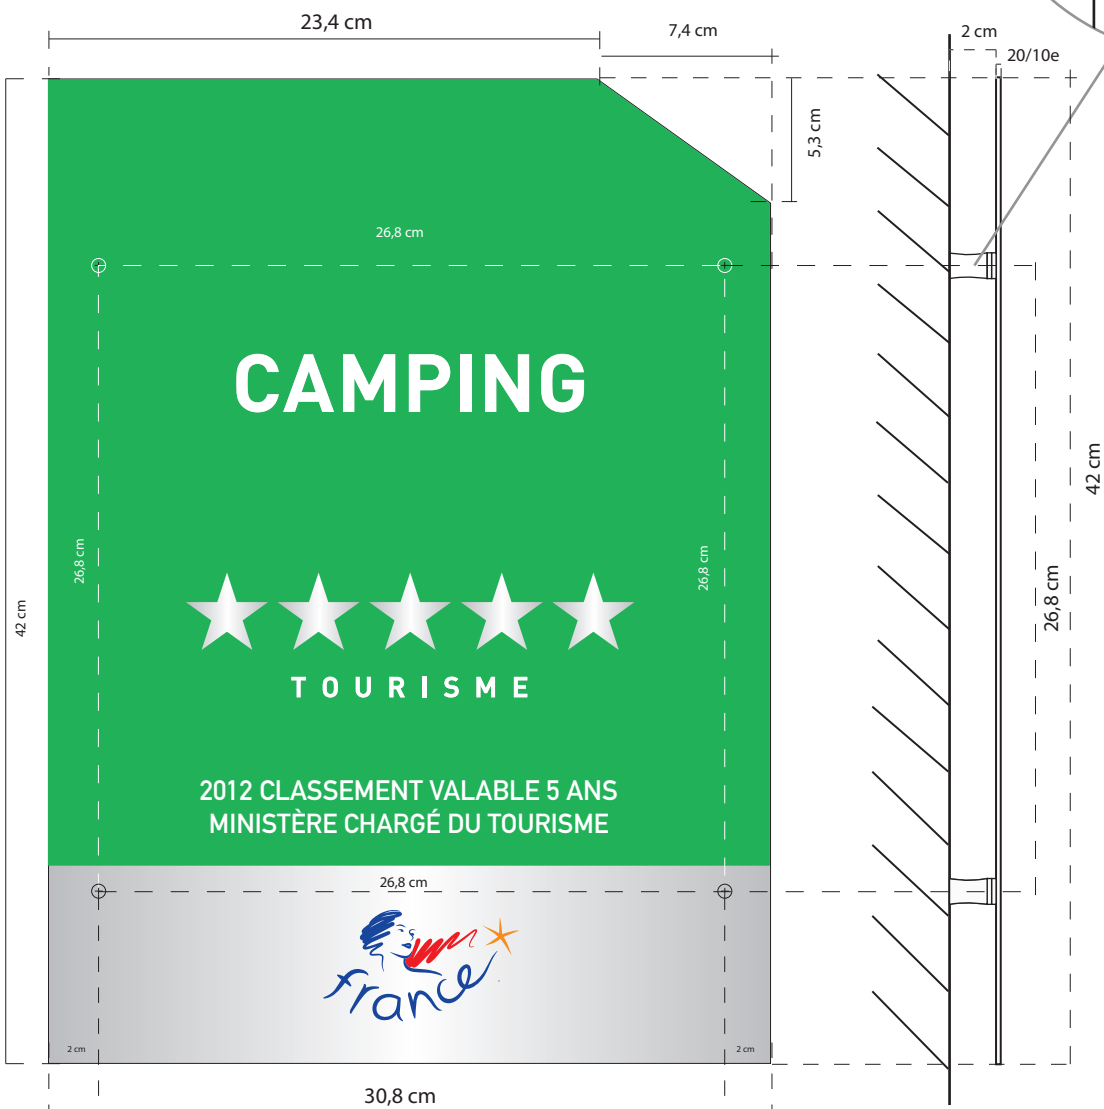 23,4 cm
7,4 cm
2 cm
20/10e
5,3 cm
26,8 cm
CAMPING
26,8 cm
26,8 cm
42 cm
42 cm
26,8 cm
TOURISME
2012 CLASSEMENT VALABLE 5 ANS
MINISTÈRE CHARGÉ DU TOURISME
26,8 cm
france
2 cm
2 cm
30,8 cm